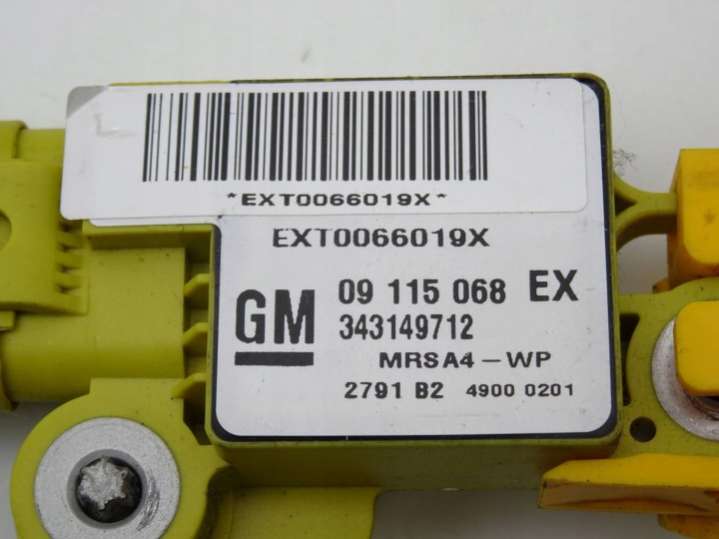 L
*EXT0066019X*
EXT0066019X
GM 09 115 068 EX
343149712
MRSA4-WP
2791 B2 4900 0201